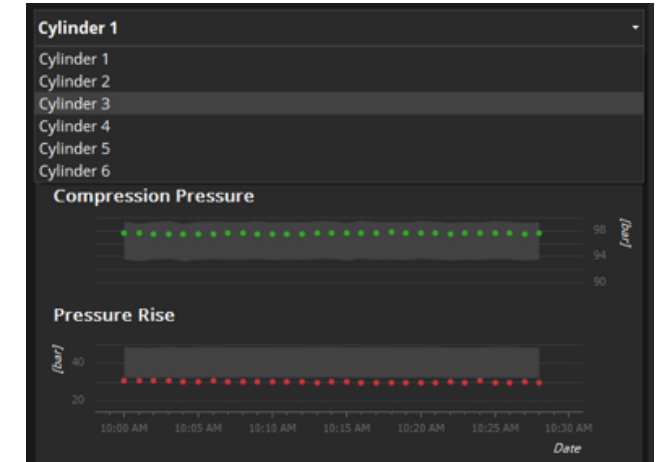 Cylinder 1
Cylinder 1
Cylinder 2
Cylinder 3
Cylinder 4
Cylinder 5
Cylinder 6
Compression Pressure
98
[bar]
94
90
Pressure Rise
[bar]
40
20
10:00 AM 10:05 AM 10:10 AM 10:15 AM 10:20 AM 10:25 AM 10:30 AM
Date